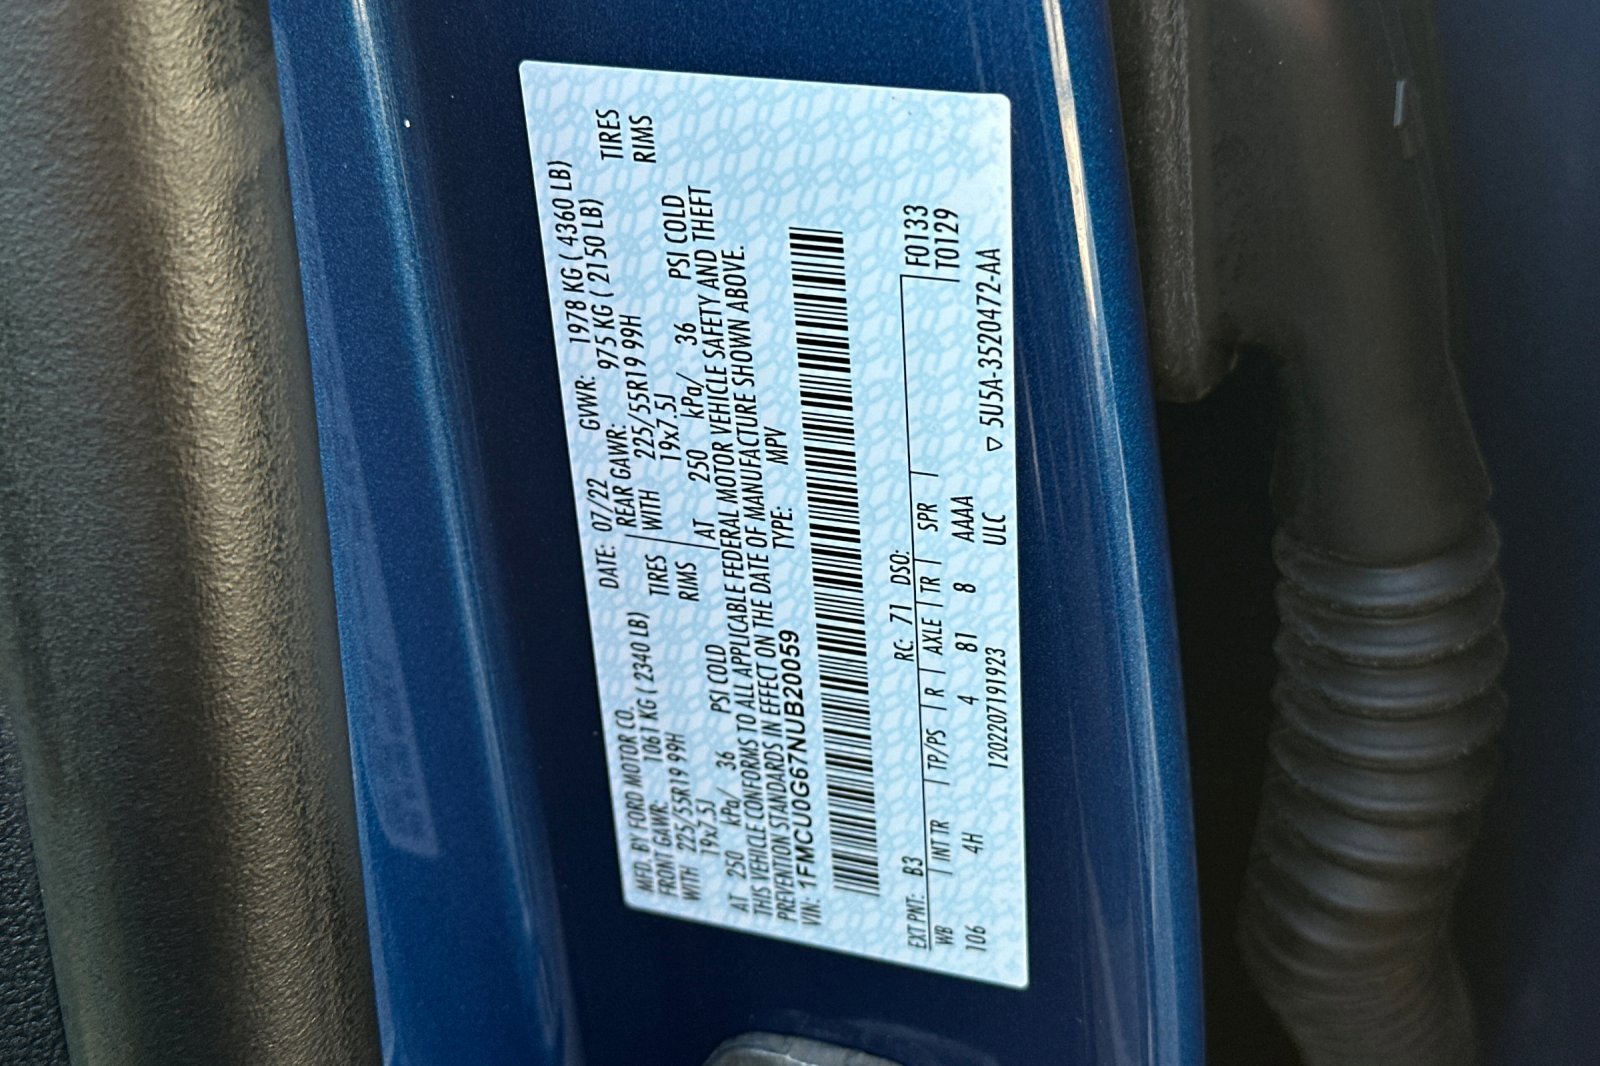 MFD. BY FORD MOTOR CO.
DATE: 07/22 GVWR: 1978 KG ( 4360 LB)
FRONT GAWR: 1061 KG ( 2340 LB) REAR GAWR: 975 KG ( 2150 LB)
WITH 225/55R19 99H TIRES WITH 225/55R19 99H TIRES
19x7.5J RIMS 19x7.5J RIMS
AT 250 kPa/ 36 PSI COLD AT 250 kPa/ 36 PSI COLD
THIS VEHICLE CONFORMS TO ALL APPLICABLE FEDERAL MOTOR VEHICLE SAFETY AND THEFT
PREVENTION STANDARDS IN EFFECT ON THE DATE OF MANUFACTURE SHOWN ABOVE.
VIN: 1FMCU0G67NUB20059 TYPE: MPV
EXT PNT: B3 RC: 71 DSO: F0133
WB INT TR TP/PS R AXLE TR SPR T0129
106 4H 4 81 8 AAAA
1202207191923 ULC ▽ 5U5A-3520472-AA